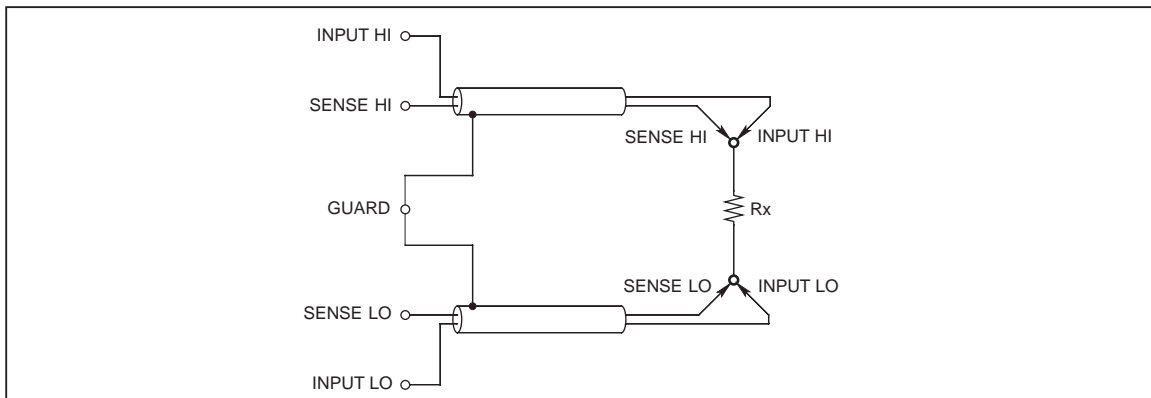 INPUT HI
SENSE HI
SENSE HI
INPUT HI
GUARD
Rx
SENSE LO
INPUT LO
SENSE LO
INPUT LO